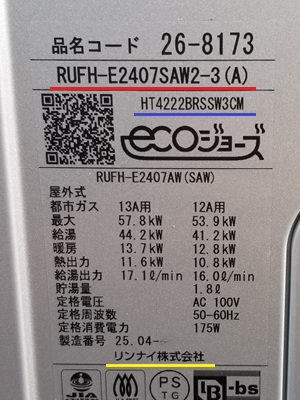 品名コード 26-8173
RUFH-E2407SAW2-3(A)
HT4222BRSSW3CM
ecoジョーズ
RUFH-E2407AW(SAW)
屋外式
都市ガス 13A用 12A用
最大 57.8kW 53.9kW
給湯 44.2kW 41.2kW
暖房 13.7kW 12.8kW
熱出力 11.6kW 10.8kW
給湯出力 17.1ℓ/min 16.0ℓ/min
貯湯量 1.8ℓ
定格電圧 AC 100V
定格周波数 50-60Hz
定格消費電力 175W
製造番号 25.04-
リンナイ株式会社
JIA
PS
TG
BL-bs